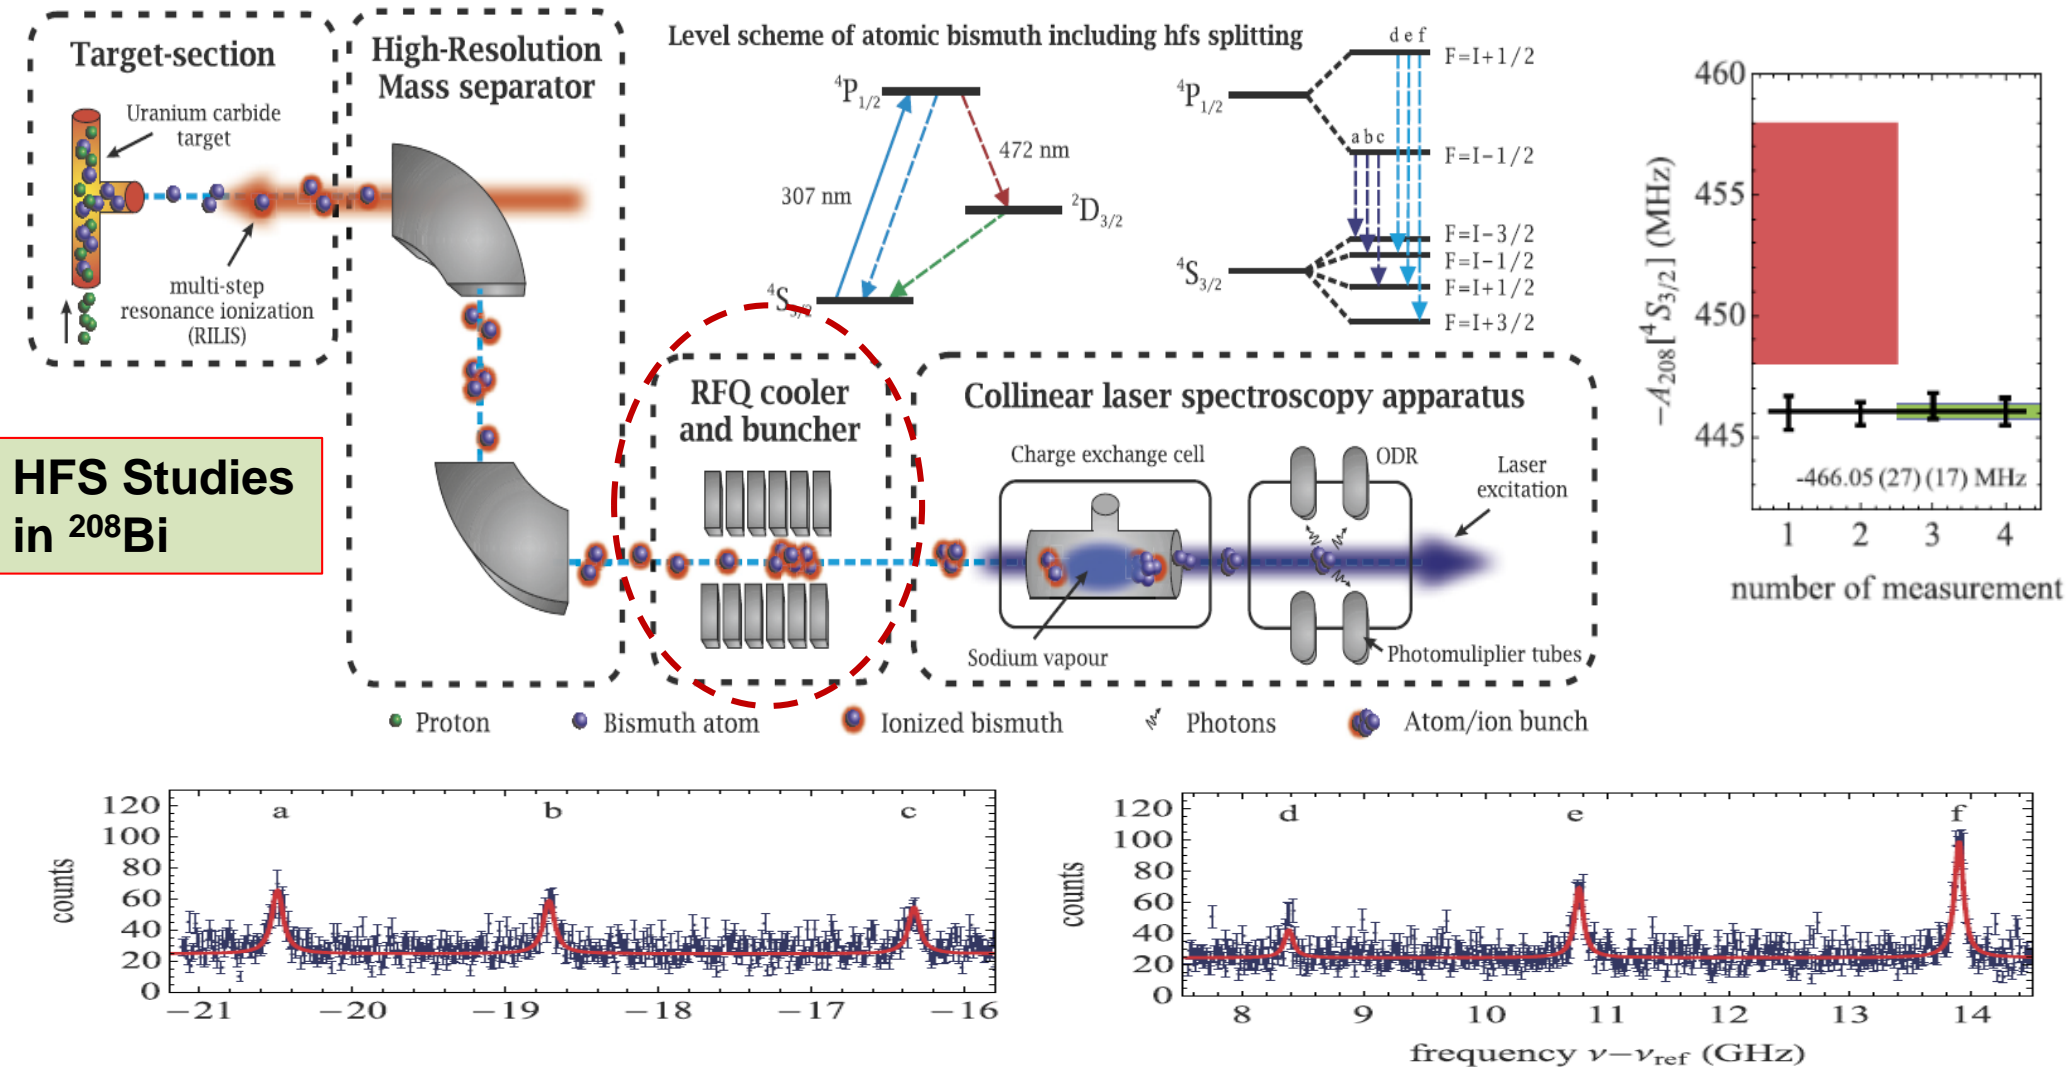 Target-section
Uranium carbide
target
multi-step
resonance ionization
(RILIS)
High-Resolution
Mass separator
Level scheme of atomic bismuth including hfs splitting
⁴P₁/₂
472 nm
307 nm
²D₃/₂
⁴S₃/₂
d e f
F=I+1/2
⁴P₁/₂
a b c
F=I−1/2
F=I−3/2
F=I−1/2
⁴S₃/₂
F=I+1/2
F=I+3/2
460
455
450
445
−A₂₀₈[⁴S₃/₂] (MHz)
-466.05 (27) (17) MHz
1 2 3 4
number of measurement
HFS Studies
in ²⁰⁸Bi
RFQ cooler
and buncher
Collinear laser spectroscopy apparatus
Charge exchange cell
ODR
Laser
excitation
Sodium vapour
Photomuliplier tubes
Proton
Bismuth atom
Ionized bismuth
Photons
Atom/ion bunch
120
100
80
60
40
20
0
counts
a b c
−21 −20 −19 −18 −17 −16
120
100
80
60
40
20
0
counts
d e f
8 9 10 11 12 13 14
frequency ν−νref (GHz)